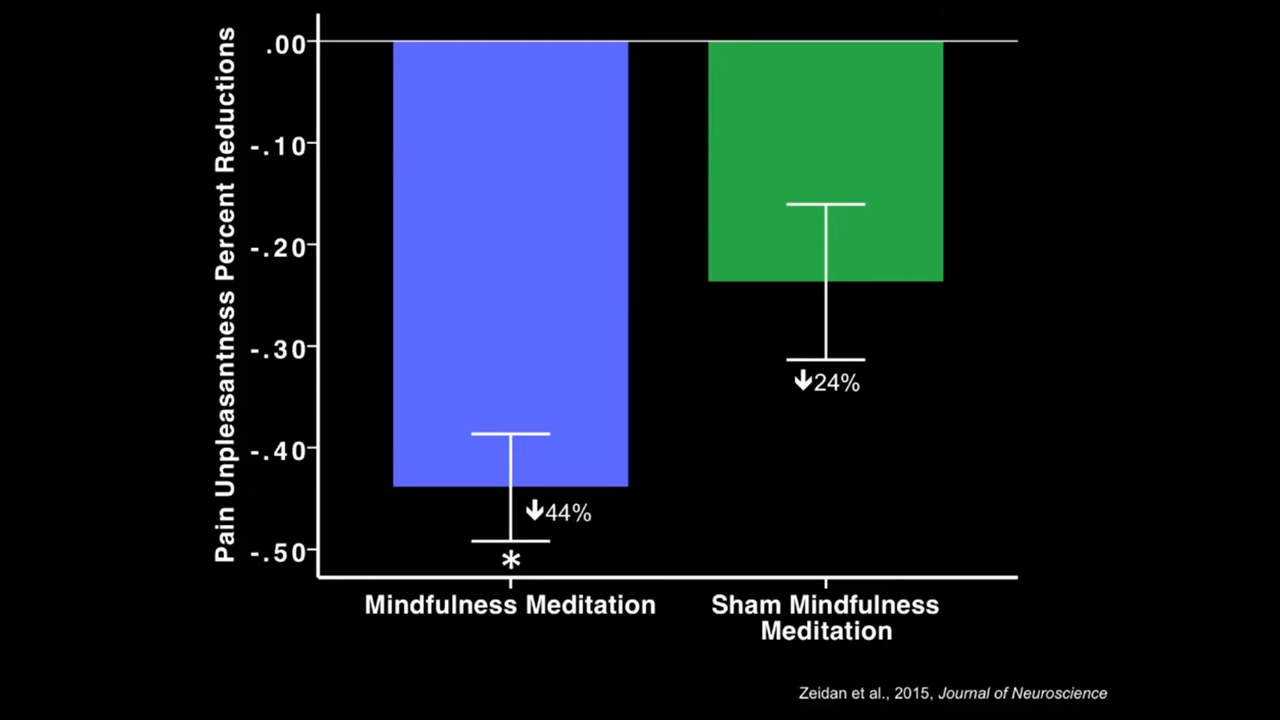 Pain Unpleasantness Percent Reductions
.00
-.10
-.20
-.30
-.40
-.50
↓44%
*
↓24%
Mindfulness Meditation
Sham Mindfulness
Meditation
Zeidan et al., 2015, Journal of Neuroscience